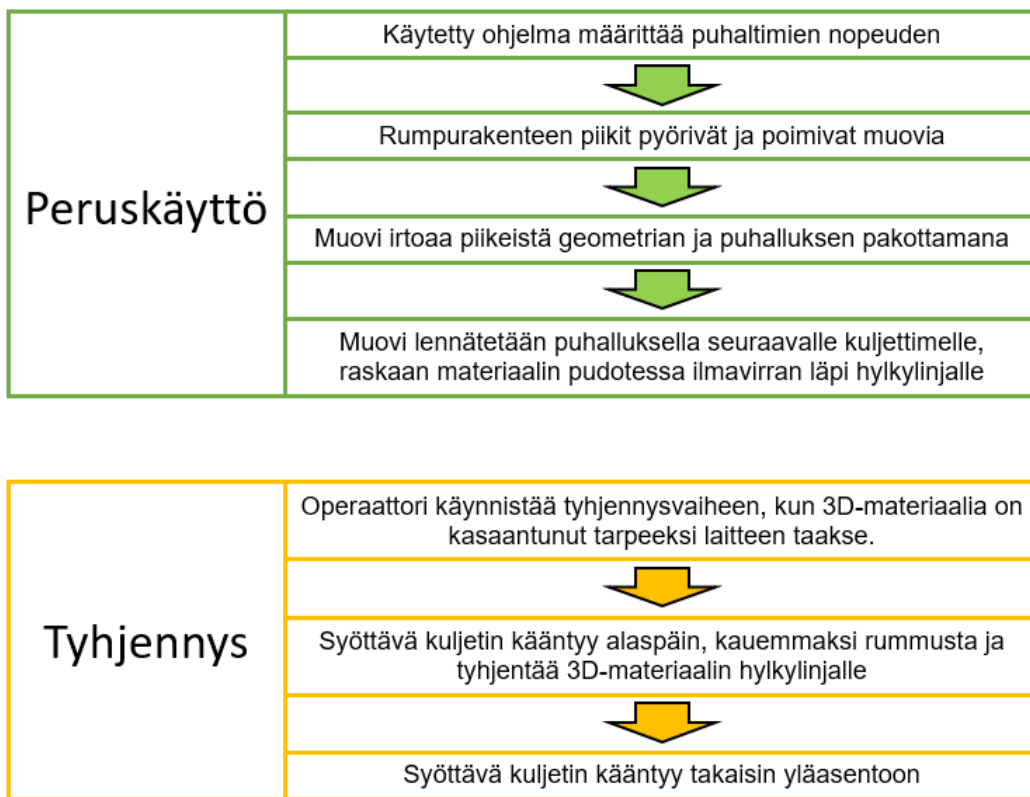 Peruskäyttö
Käytetty ohjelma määrittää puhaltimien nopeuden
Rumpurakenteen piikit pyörivät ja poimivat muovia
Muovi irtoaa piikeistä geometrian ja puhalluksen pakottamana
Muovi lennätetään puhalluksella seuraavalle kuljettimelle,
raskaan materiaalin pudotessa ilmavirran läpi hylkylinjalle
Tyhjennys
Operaattori käynnistää tyhjennysvaiheen, kun 3D-materiaalia on
kasaantunut tarpeeksi laitteen taakse.
Syöttävä kuljetin kääntyy alaspäin, kauemmaksi rummusta ja
tyhjentää 3D-materiaalin hylkylinjalle
Syöttävä kuljetin kääntyy takaisin yläasentoon